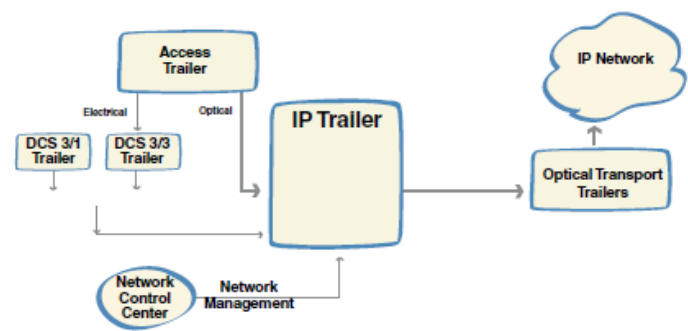 Access
Trailer
IP Network
Electrical
Optical
IP Trailer
DCS 3/1
Trailer
DCS 3/3
Trailer
Optical Transport
Trailers
Network
Control
Center
Network
Management